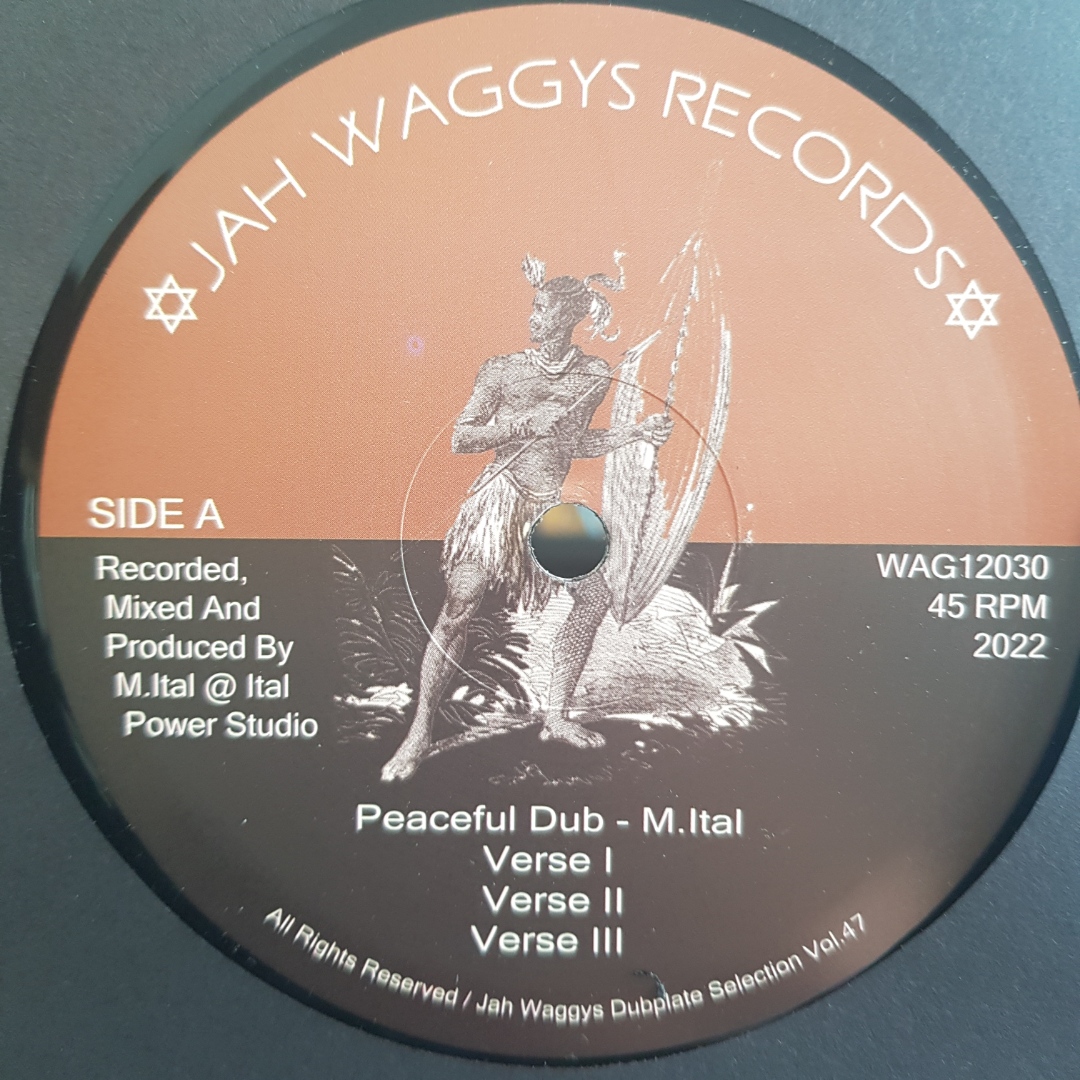 JAH WAGGYS RECORDS
SIDE A
Recorded,
Mixed And
Produced By
M.Ital @ Ital
Power Studio
WAG12030
45 RPM
2022
Peaceful Dub - M.Ital
Verse I
Verse II
Verse III
All Rights Reserved / Jah Waggys Dubplate Selection Vol.47